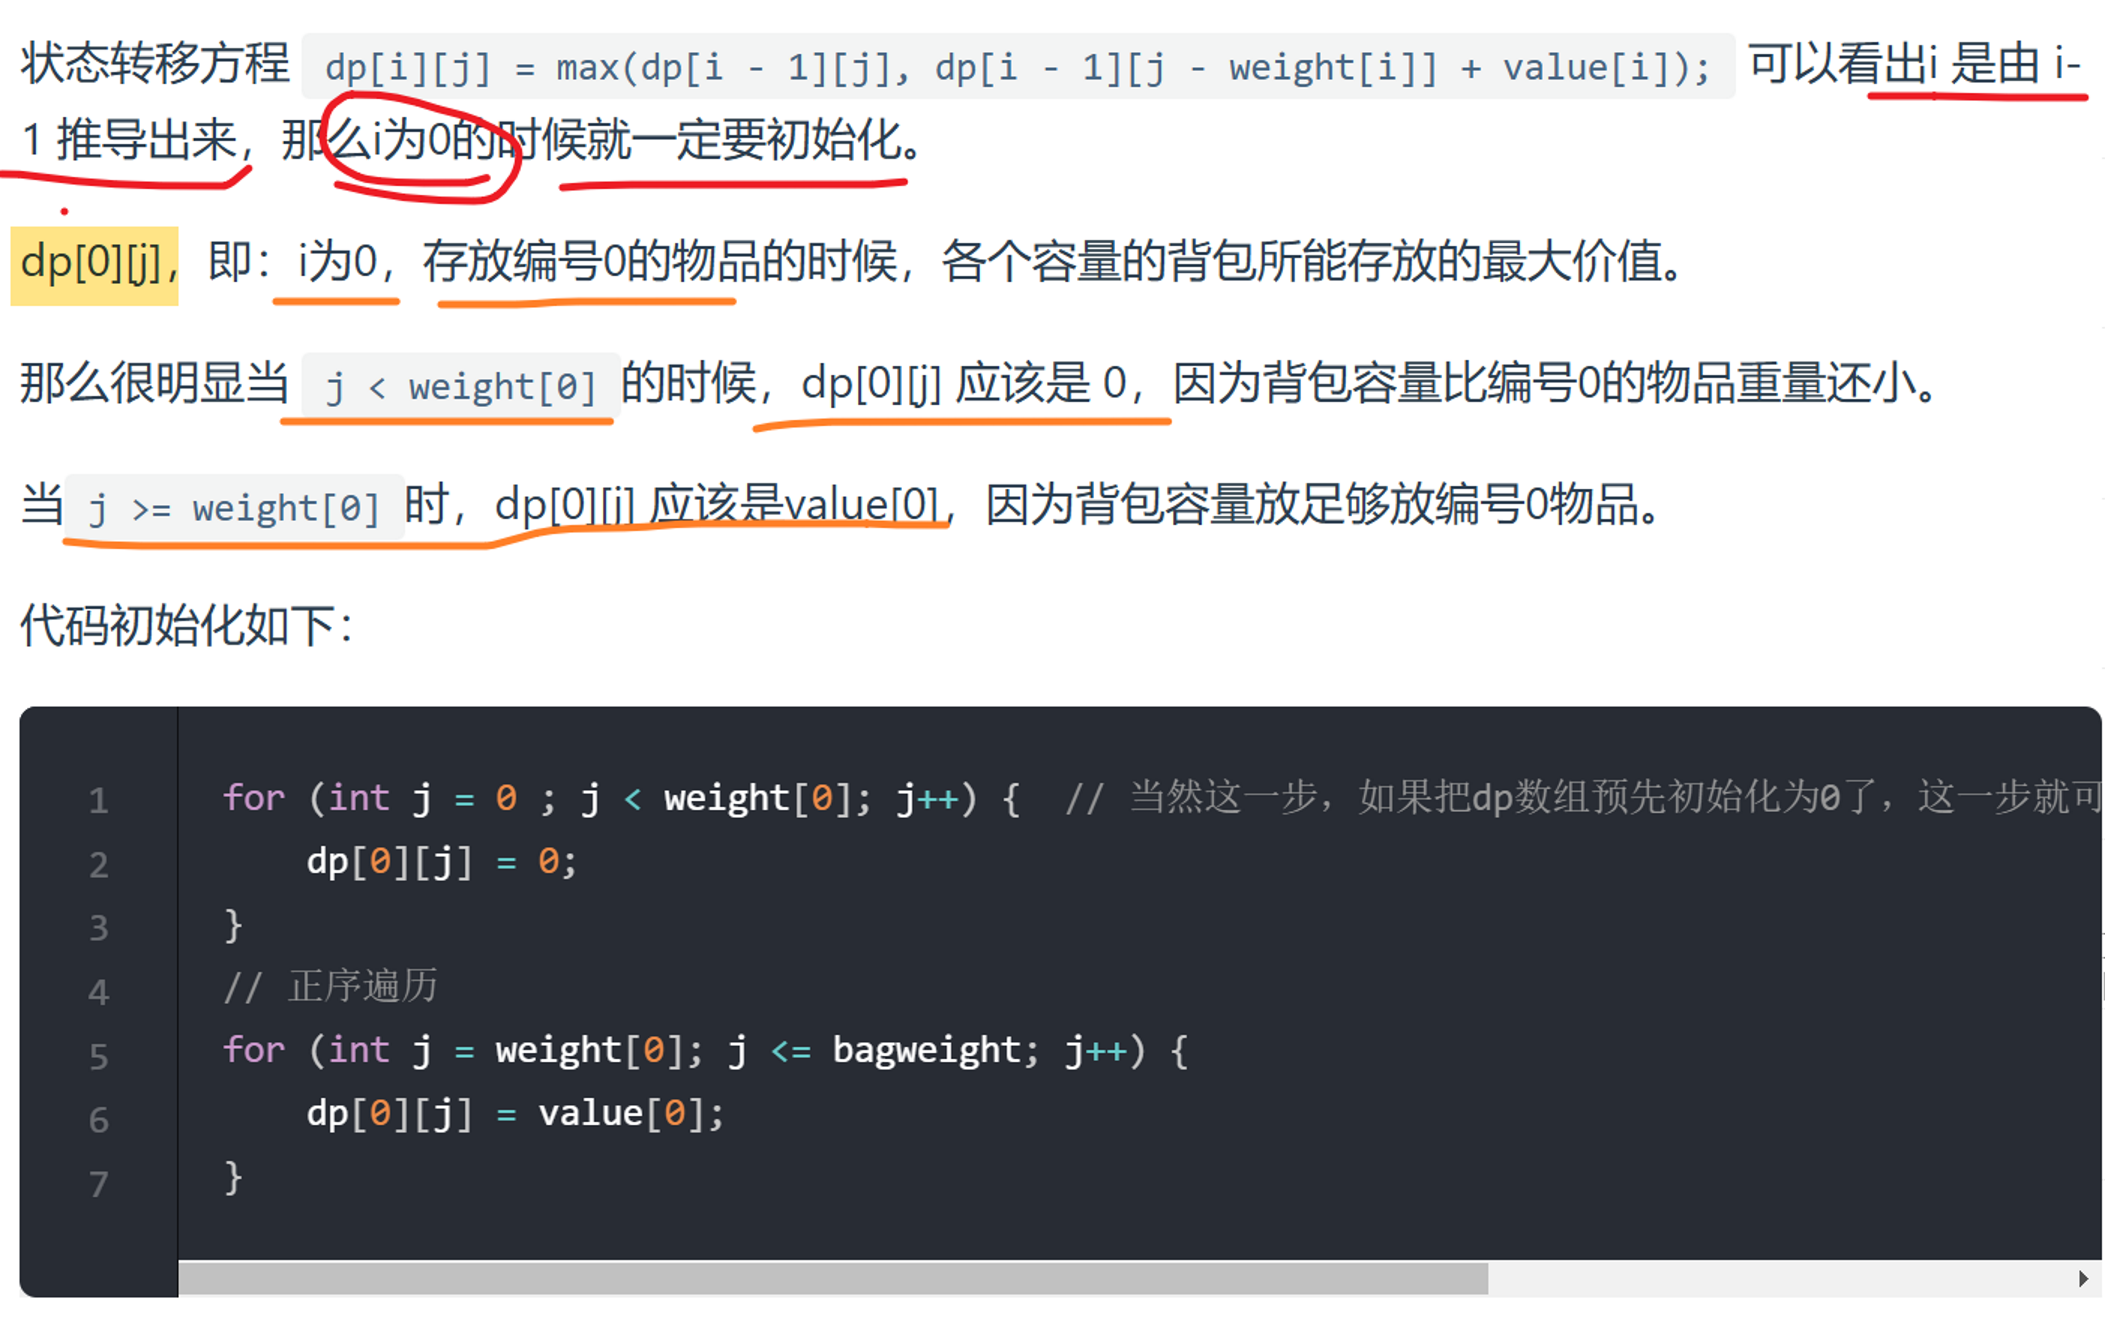 状态转移方程 dp[i][j] = max(dp[i - 1][j], dp[i - 1][j - weight[i]] + value[i]); 可以看出i 是由 i-
1 推导出来，那么i为0的时候就一定要初始化。
dp[0][j]，即：i为0，存放编号0的物品的时候，各个容量的背包所能存放的最大价值。
那么很明显当 j < weight[0] 的时候，dp[0][j] 应该是 0，因为背包容量比编号0的物品重量还小。
当 j >= weight[0] 时，dp[0][j] 应该是value[0]，因为背包容量放足够放编号0物品。
代码初始化如下：
1 for (int j = 0 ; j < weight[0]; j++) {  // 当然这一步，如果把dp数组预先初始化为0了，这一步就可
2     dp[0][j] = 0;
3 }
4 // 正序遍历
5 for (int j = weight[0]; j <= bagweight; j++) {
6     dp[0][j] = value[0];
7 }